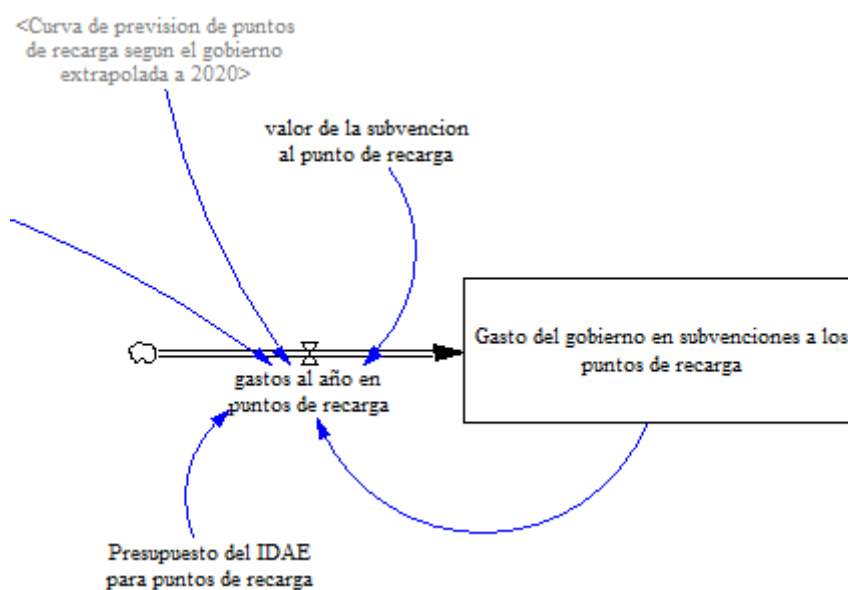 <Curva de prevision de puntos
de recarga segun el gobierno
extrapolada a 2020>
valor de la subvencion
al punto de recarga
Gasto del gobierno en subvenciones a los
puntos de recarga
gastos al año en
puntos de recarga
Presupuesto del IDAE
para puntos de recarga